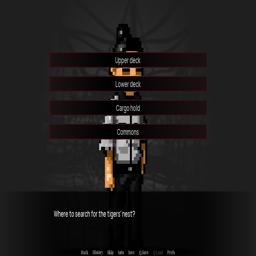 Upper deck
Lower deck
Cargo hold
Commons
Where to search for the tigers' nest?
Back History Skip Auto Save Q.Save Q.Load Prefs